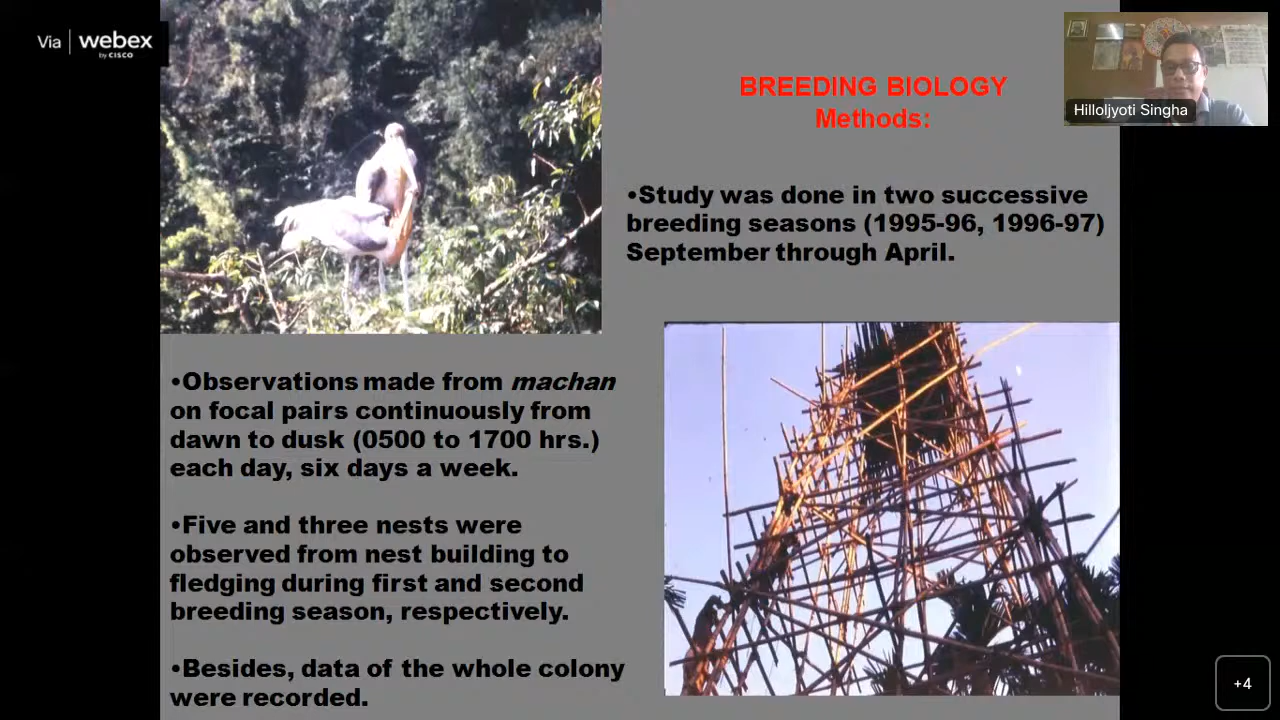 Via | webex
by CISCO
BREEDING BIOLOGY
Methods:
Hilloljyoti Singha
•Study was done in two successive
breeding seasons (1995-96, 1996-97)
September through April.
•Observations made from machan
on focal pairs continuously from
dawn to dusk (0500 to 1700 hrs.)
each day, six days a week.
•Five and three nests were
observed from nest building to
fledging during first and second
breeding season, respectively.
•Besides, data of the whole colony
were recorded.
+4